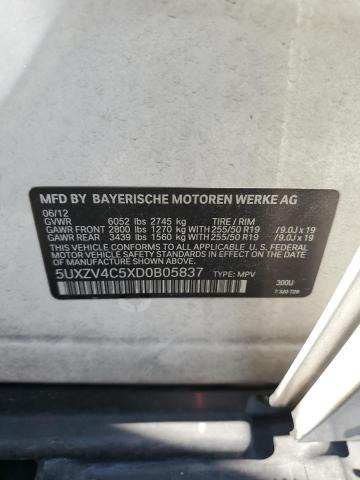 MFD BY BAYERISCHE MOTOREN WERKE AG
06/12
GVWR 6052 lbs 2745 kg TIRE / RIM
GAWR FRONT 2800 lbs 1270 kg WITH 255/50 R19 /9.0J x 19
GAWR REAR 3439 lbs 1560 kg WITH 255/50 R19 /9.0J x 19
THIS VEHICLE CONFORMS TO ALL APPLICABLE U. S. FEDERAL
MOTOR VEHICLE SAFETY STANDARDS IN EFFECT
ON THE DATE OF MANUFACTURE SHOWN ABOVE.
5UXZV4C5XD0B05837 TYPE: MPV
300U
7 320 729